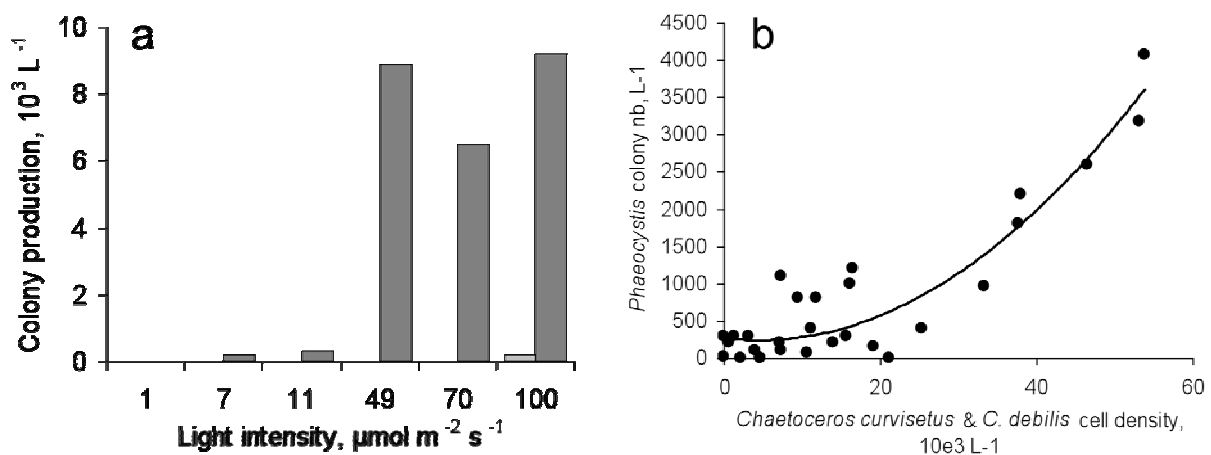 a
Colony production, 10³ L⁻¹
10
8
6
4
2
0
1 7 11 49 70 100
Light intensity, µmol m⁻² s⁻¹
b
Phaeocystis colony nb, L-1
4500
4000
3500
3000
2500
2000
1500
1000
500
0
0 20 40 60
Chaetoceros curvisetus & C. debilis cell density,
10e3 L-1